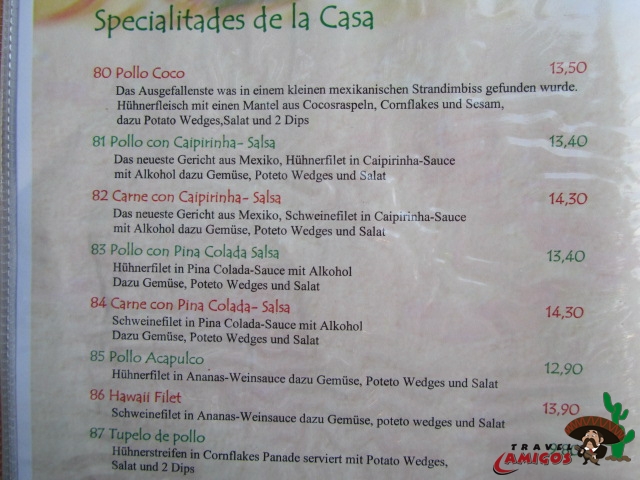 Specialitades de la Casa
80 Pollo Coco 13,50
Das Ausgefallenste was in einem kleinen mexikanischen Strandimbiss gefunden wurde.
Hühnerfleisch mit einen Mantel aus Cocosraspeln, Cornflakes und Sesam,
dazu Potato Wedges,Salat und 2 Dips
81 Pollo con Caipirinha- Salsa 13,40
Das neueste Gericht aus Mexiko, Hühnerfilet in Caipirinha-Sauce
mit Alkohol dazu Gemüse, Poteto Wedges und Salat
82 Carne con Caipirinha- Salsa 14,30
Das neueste Gericht aus Mexiko, Schweinefilet in Caipirinha-Sauce
mit Alkohol dazu Gemüse, Poteto Wedges und Salat
83 Pollo con Pina Colada Salsa 13,40
Hühnerfilet in Pina Colada-Sauce mit Alkohol
Dazu Gemüse, Poteto Wedges und Salat
84 Carne con Pina Colada- Salsa 14,30
Schweinefilet in Pina Colada-Sauce mit Alkohol
Dazu Gemüse, Poteto Wedges und Salat
85 Pollo Acapulco 12,90
Hühnerfilet in Ananas-Weinsauce dazu Gemüse, Poteto Wedges und Salat
86 Hawaii Filet 13,90
Schweinefilet in Ananas-Weinsauce dazu Gemüse, poteto Wedges und Salat
87 Tupelo de pollo
Hühnerstreifen in Cornflakes Panade serviert mit Potato Wedges,
Salat und 2 Dips
TRAVEL
AMIGOS